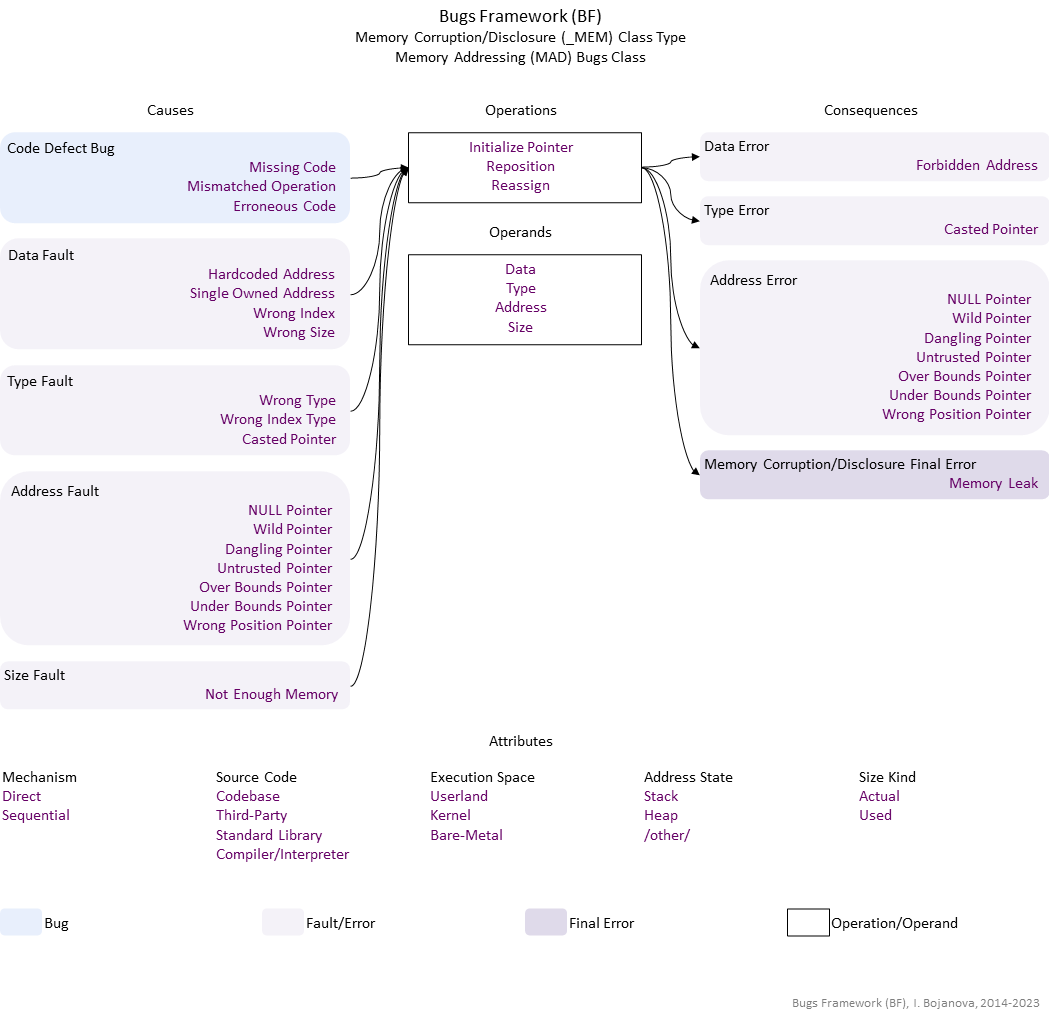 Bugs Framework (BF)
Memory Corruption/Disclosure (_MEM) Class Type
Memory Addressing (MAD) Bugs Class
Causes
Code Defect Bug
Missing Code
Mismatched Operation
Erroneous Code
Data Fault
Hardcoded Address
Single Owned Address
Wrong Index
Wrong Size
Type Fault
Wrong Type
Wrong Index Type
Casted Pointer
Address Fault
NULL Pointer
Wild Pointer
Dangling Pointer
Untrusted Pointer
Over Bounds Pointer
Under Bounds Pointer
Wrong Position Pointer
Size Fault
Not Enough Memory
Operations
Initialize Pointer
Reposition
Reassign
Operands
Data
Type
Address
Size
Consequences
Data Error
Forbidden Address
Type Error
Casted Pointer
Address Error
NULL Pointer
Wild Pointer
Dangling Pointer
Untrusted Pointer
Over Bounds Pointer
Under Bounds Pointer
Wrong Position Pointer
Memory Corruption/Disclosure Final Error
Memory Leak
Attributes
Mechanism
Direct
Sequential
Source Code
Codebase
Third-Party
Standard Library
Compiler/Interpreter
Execution Space
Userland
Kernel
Bare-Metal
Address State
Stack
Heap
/other/
Size Kind
Actual
Used
Bug
Fault/Error
Final Error
Operation/Operand
Bugs Framework (BF), I. Bojanova, 2014-2023